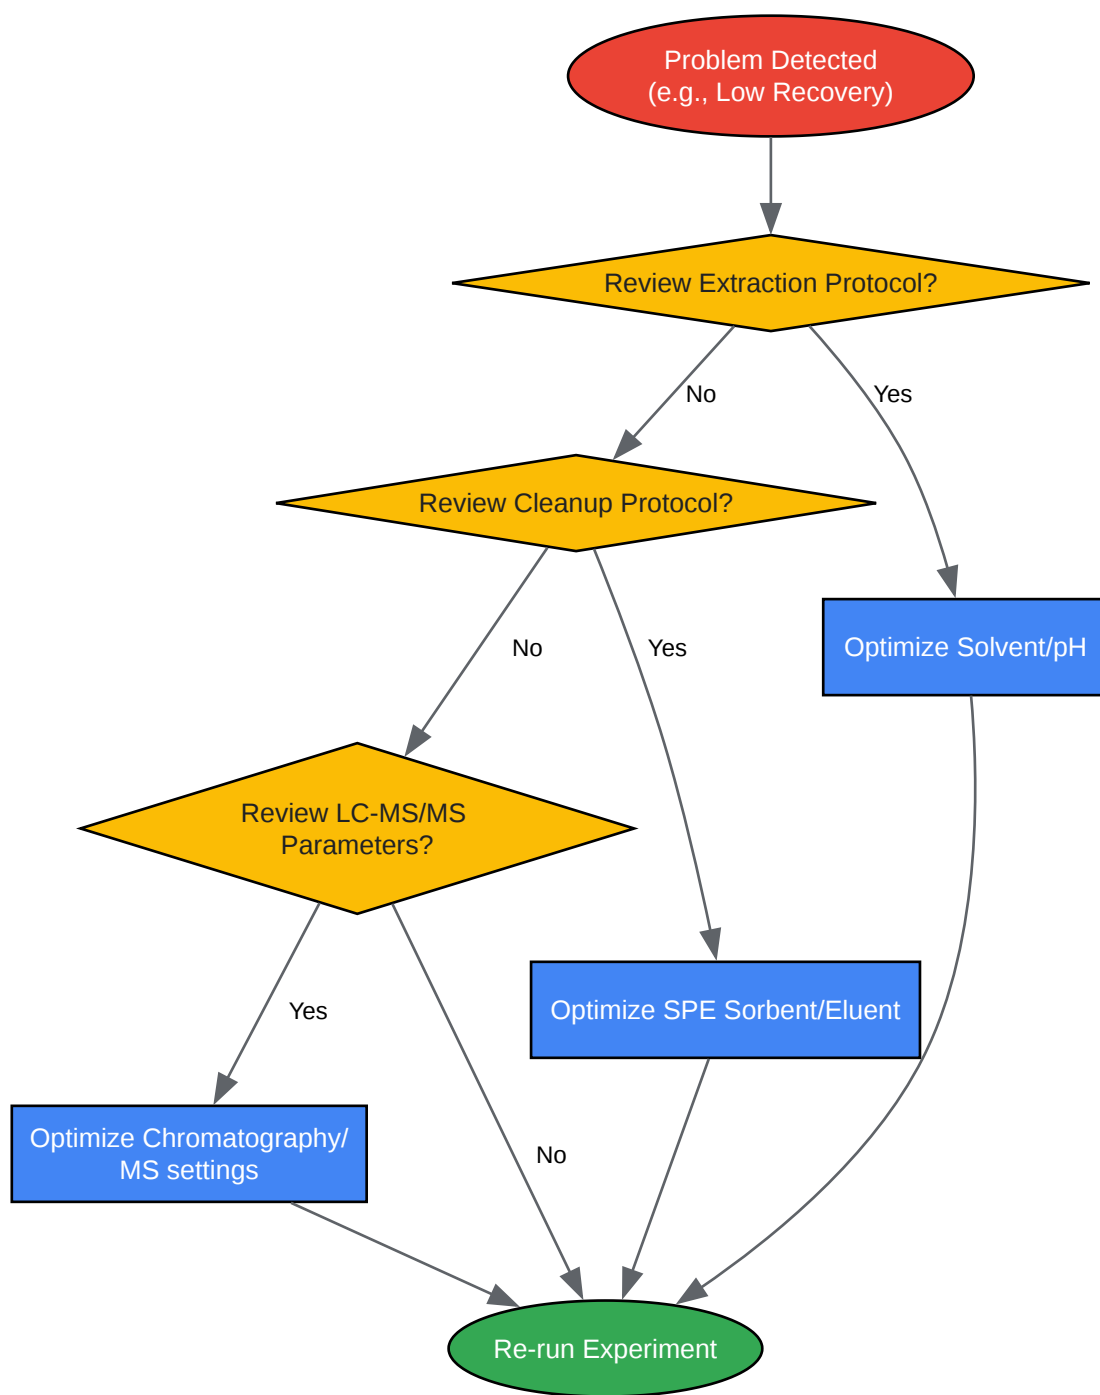 Problem Detected
(e.g., Low Recovery)
Review Extraction Protocol?
No
Yes
Review Cleanup Protocol?
No
Yes
Optimize Solvent/pH
Review LC-MS/MS
Parameters?
Yes
No
Optimize SPE Sorbent/Eluent
Optimize Chromatography/
MS settings
Re-run Experiment